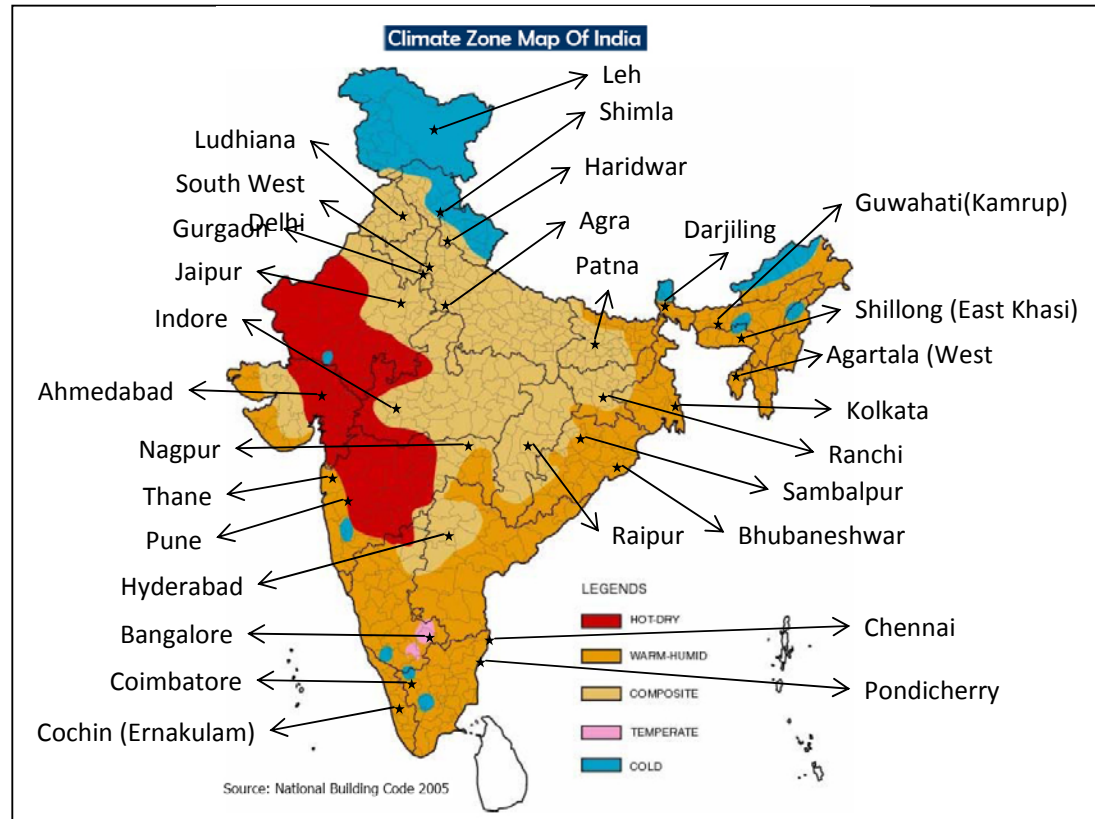 Climate Zone Map Of India
Leh
Shimla
Ludhiana
Haridwar
South West
Delhi
Guwahati(Kamrup)
Gurgaon
Agra
Darjiling
Jaipur
Patna
Indore
Shillong (East Khasi)
Agartala (West
Ahmedabad
Kolkata
Nagpur
Ranchi
Thane
Sambalpur
Pune
Raipur
Bhubaneshwar
Hyderabad
LEGENDS
HOT-DRY
Bangalore
Chennai
WARM-HUMID
Coimbatore
Pondicherry
COMPOSITE
Cochin (Ernakulam)
TEMPERATE
COLD
Source: National Building Code 2005